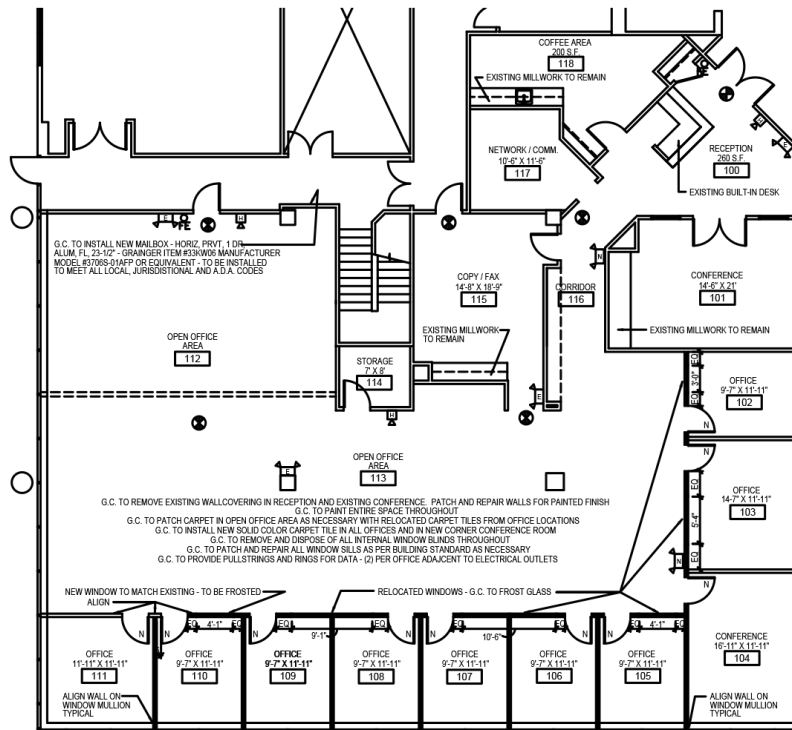 COFFEE AREA
200 S.F.
118
EXISTING MILLWORK TO REMAIN
FE
NETWORK / COMM.
10'-6" X 11'-6"
117
RECEPTION
260 S.F.
100
H
E
EXISTING BUILT-IN DESK
E
FE
H
G.C. TO INSTALL NEW MAILBOX - HORIZ, PRVT, 1 DR,
ALUM, FL, 23-1/2" - GRAINGER ITEM #33KW06 MANUFACTURER
MODEL #3706S-01AFP OR EQUIVALENT - TO BE INSTALLED
TO MEET ALL LOCAL, JURISDITIONAL AND A.D.A. CODES
N
COPY / FAX
14'-8" X 18'-9"
115
CORRIDOR
116
CONFERENCE
14'-6" X 21'
101
EXISTING MILLWORK
TO REMAIN
EXISTING MILLWORK TO REMAIN
OPEN OFFICE
AREA
112
STORAGE
7' X 8'
114
E
H
EQ
3'-0"
EQ
OFFICE
9'-7" X 11'-11"
102
N
E
OPEN OFFICE
AREA
113
N
EQ
5'-4"
EQ
OFFICE
14-7" X 11'-11"
103
N
N
G.C. TO REMOVE EXISTING WALLCOVERING IN RECEPTION AND EXISTING CONFERENCE. PATCH AND REPAIR WALLS FOR PAINTED FINISH
G.C. TO PAINT ENTIRE SPACE THROUGHOUT
G.C. TO PATCH CARPET IN OPEN OFFICE AREA AS NECESSARY WITH RELOCATED CARPET TILES FROM OFFICE LOCATIONS
G.C. TO INSTALL NEW SOLID COLOR CARPET TILE IN ALL OFFICES AND IN NEW CORNER CONFERENCE ROOM
G.C. TO REMOVE AND DISPOSE OF ALL INTERNAL WINDOW BLINDS THROUGHOUT
G.C. TO PATCH AND REPAIR ALL WINDOW SILLS AS PER BUILDING STANDARD AS NECESSARY
G.C. TO PROVIDE PULLSTRINGS AND RINGS FOR DATA - (2) PER OFFICE ADAJCENT TO ELECTRICAL OUTLETS
NEW WINDOW TO MATCH EXISTING - TO BE FROSTED
ALIGN
RELOCATED WINDOWS - G.C. TO FROST GLASS
N
N
EQ
4'-1"
EQ
N
EQ
9'-1"
EQ
N
N
EQ
10'-6"
EQ
N
N
EQ
4'-1"
EQ
OFFICE
11'-11" X 11'-11"
111
OFFICE
9'-7" X 11'-11"
110
OFFICE
9'-7" X 11'-11"
109
OFFICE
9'-7" X 11'-11"
108
OFFICE
9'-7" X 11'-11"
107
OFFICE
9'-7" X 11'-11"
106
OFFICE
9'-7" X 11'-11"
105
CONFERENCE
16'-11" X 11'-11"
104
ALIGN WALL ON
WINDOW MULLION
TYPICAL
ALIGN WALL ON
WINDOW MULLION
TYPICAL